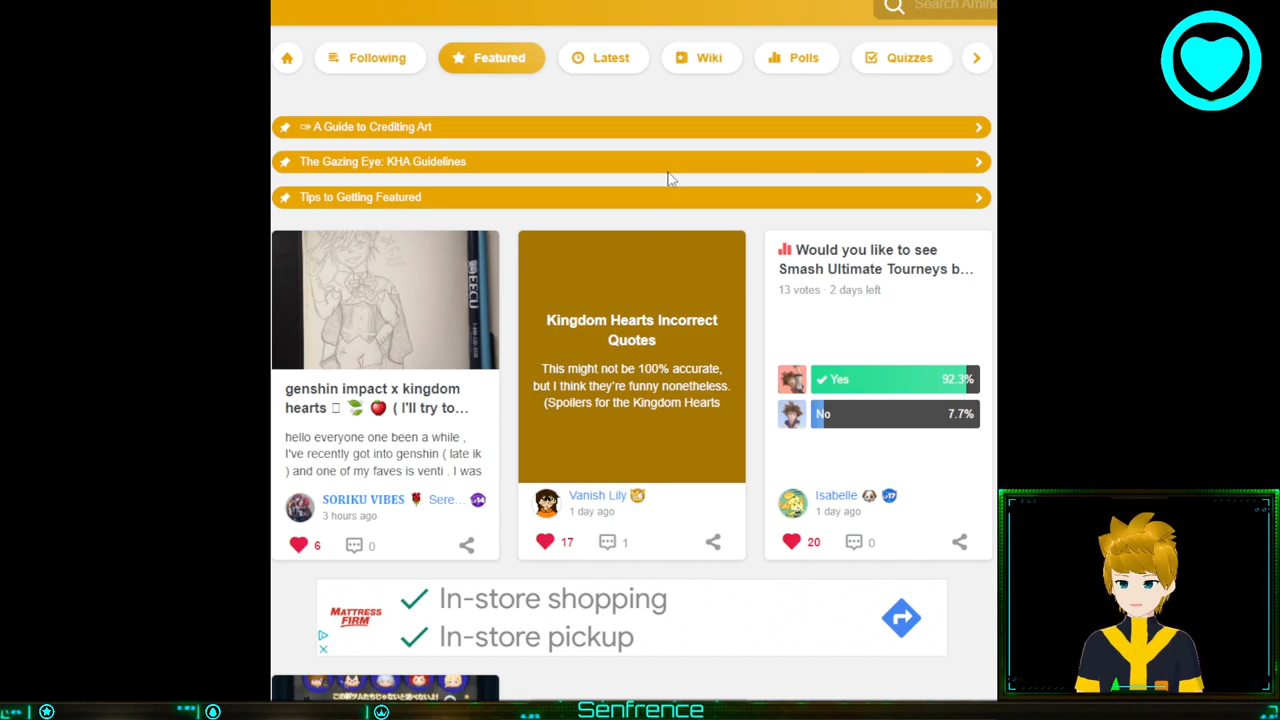 Search Amino
Following
Featured
Latest
Wiki
Polls
Quizzes
A Guide to Crediting Art
The Gazing Eye: KHA Guidelines
Tips to Getting Featured
genshin impact x kingdom
hearts 🍃 🍎 ( I'll try to...
hello everyone one been a while ,
I've recently got into genshin ( late ik
) and one of my faves is venti . I was
SORIKU VIBES 🌹 Sere... 14
3 hours ago
6 0
Kingdom Hearts Incorrect
Quotes
This might not be 100% accurate,
but I think they're funny nonetheless.
(Spoilers for the Kingdom Hearts
Vanish Lily
1 day ago
17 1
Would you like to see
Smash Ultimate Tourneys b...
13 votes · 2 days left
Yes 92.3%
No 7.7%
Isabelle 🐶 17
1 day ago
20 0
MATTRESS
FIRM
In-store shopping
In-store pickup
Senfrence